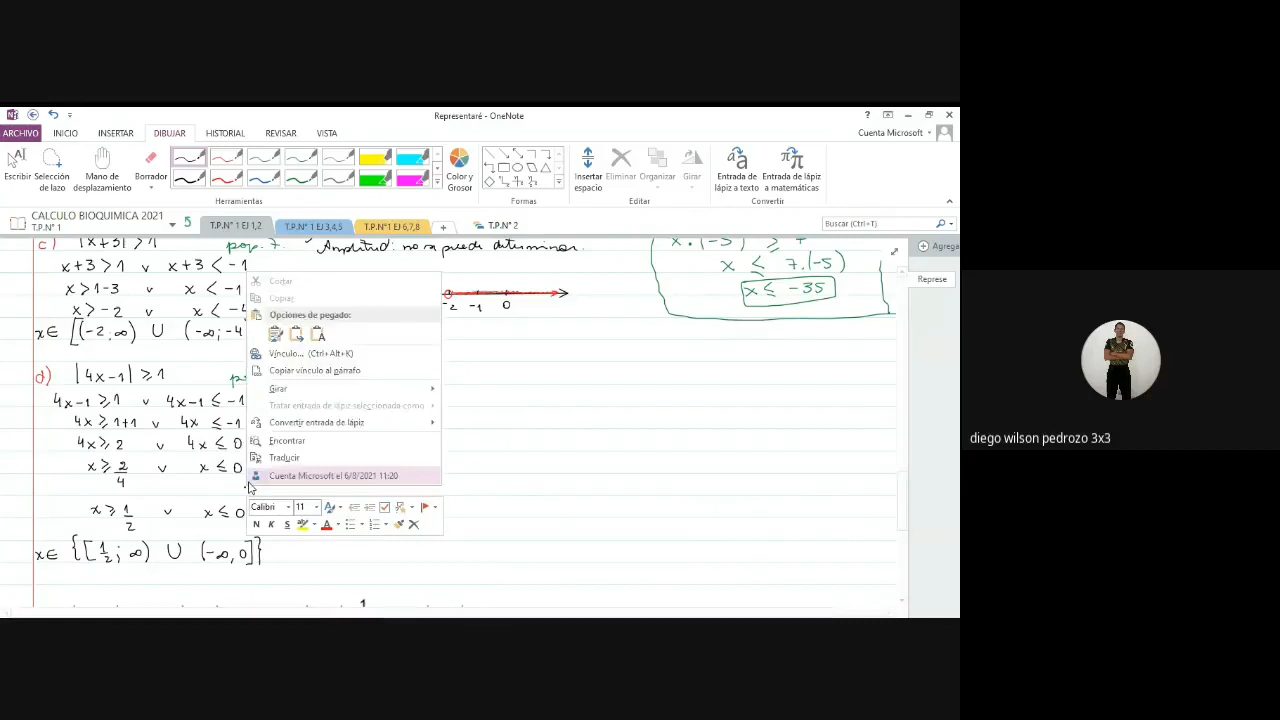 Representaré - OneNote
? 
Cuenta Microsoft
ARCHIVO INICIO INSERTAR DIBUJAR HISTORIAL REVISAR VISTA
Escribir Selección de lazo Mano de desplazamiento Borrador Color y Grosor Insertar espacio Eliminar Organizar Girar Entrada de lápiz a texto Entrada de lápiz a matemáticas
Herramientas Formas Editar Convertir
CALCULO BIOQUIMICA 2021
T.P.N° 1
5
T.P.N° 1 EJ 1,2 T.P.N° 1 EJ 3,4,5 T.P.N°1 EJ 6,7,8 + T.P.N° 2
Buscar (Ctrl+T)
Agrega
Represe
c) |x+3| > 1 pag. 7. Amplitud: no se puede determinar.
x+3 > 1 v x+3 < -1
x > 1-3 v x < -1
x > -2 v x < -4
x∈ [(-2, ∞) U (-∞; -4
-2 -1 0
x . (-5) ≥ 7
x ≤ 7.(-5)
x ≤ -35
d) |4x-1| ≥ 1
4x-1 ≥ 1 v 4x-1 ≤ -1
4x ≥ 1+1 v 4x ≤ -1
4x ≥ 2 v 4x ≤ 0
x ≥ 2/4 v x ≤ 0
x ≥ 1/2 v x ≤ 0
x∈ {[1/2; ∞) U (-∞, 0]}
Cortar
Copiar
Opciones de pegado:
Vínculo... (Ctrl+Alt+K)
Copiar vínculo al párrafo
Girar
Tratar entrada de lápiz seleccionada como
Convertir entrada de lápiz
Encontrar
Traducir
Cuenta Microsoft el 6/8/2021 11:20
Calibri 11
N K S
diego wilson pedrozo 3x3